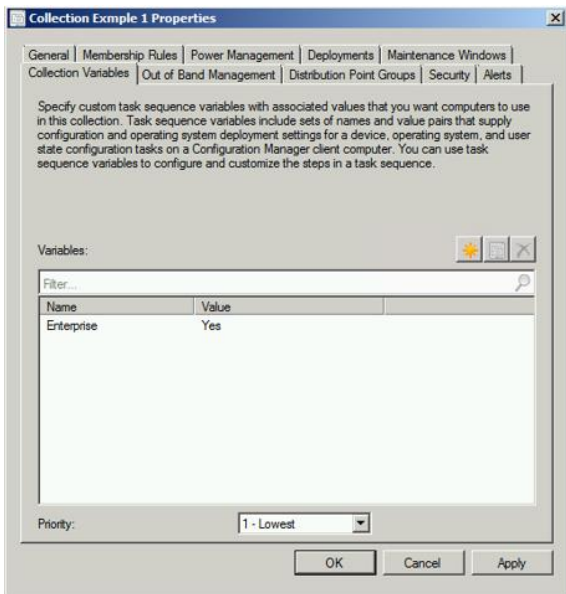 Collection Exmple 1 Properties
General Membership Rules Power Management Deployments Maintenance Windows
Collection Variables Out of Band Management Distribution Point Groups Security Alerts
Specify custom task sequence variables with associated values that you want computers to use
in this collection. Task sequence variables include sets of names and value pairs that supply
configuration and operating system deployment settings for a device, operating system, and user
state configuration tasks on a Configuration Manager client computer. You can use task
sequence variables to configure and customize the steps in a task sequence.
Variables:
Filter...
Name Value
Enterprise Yes
Priority: 1 - Lowest
OK Cancel Apply